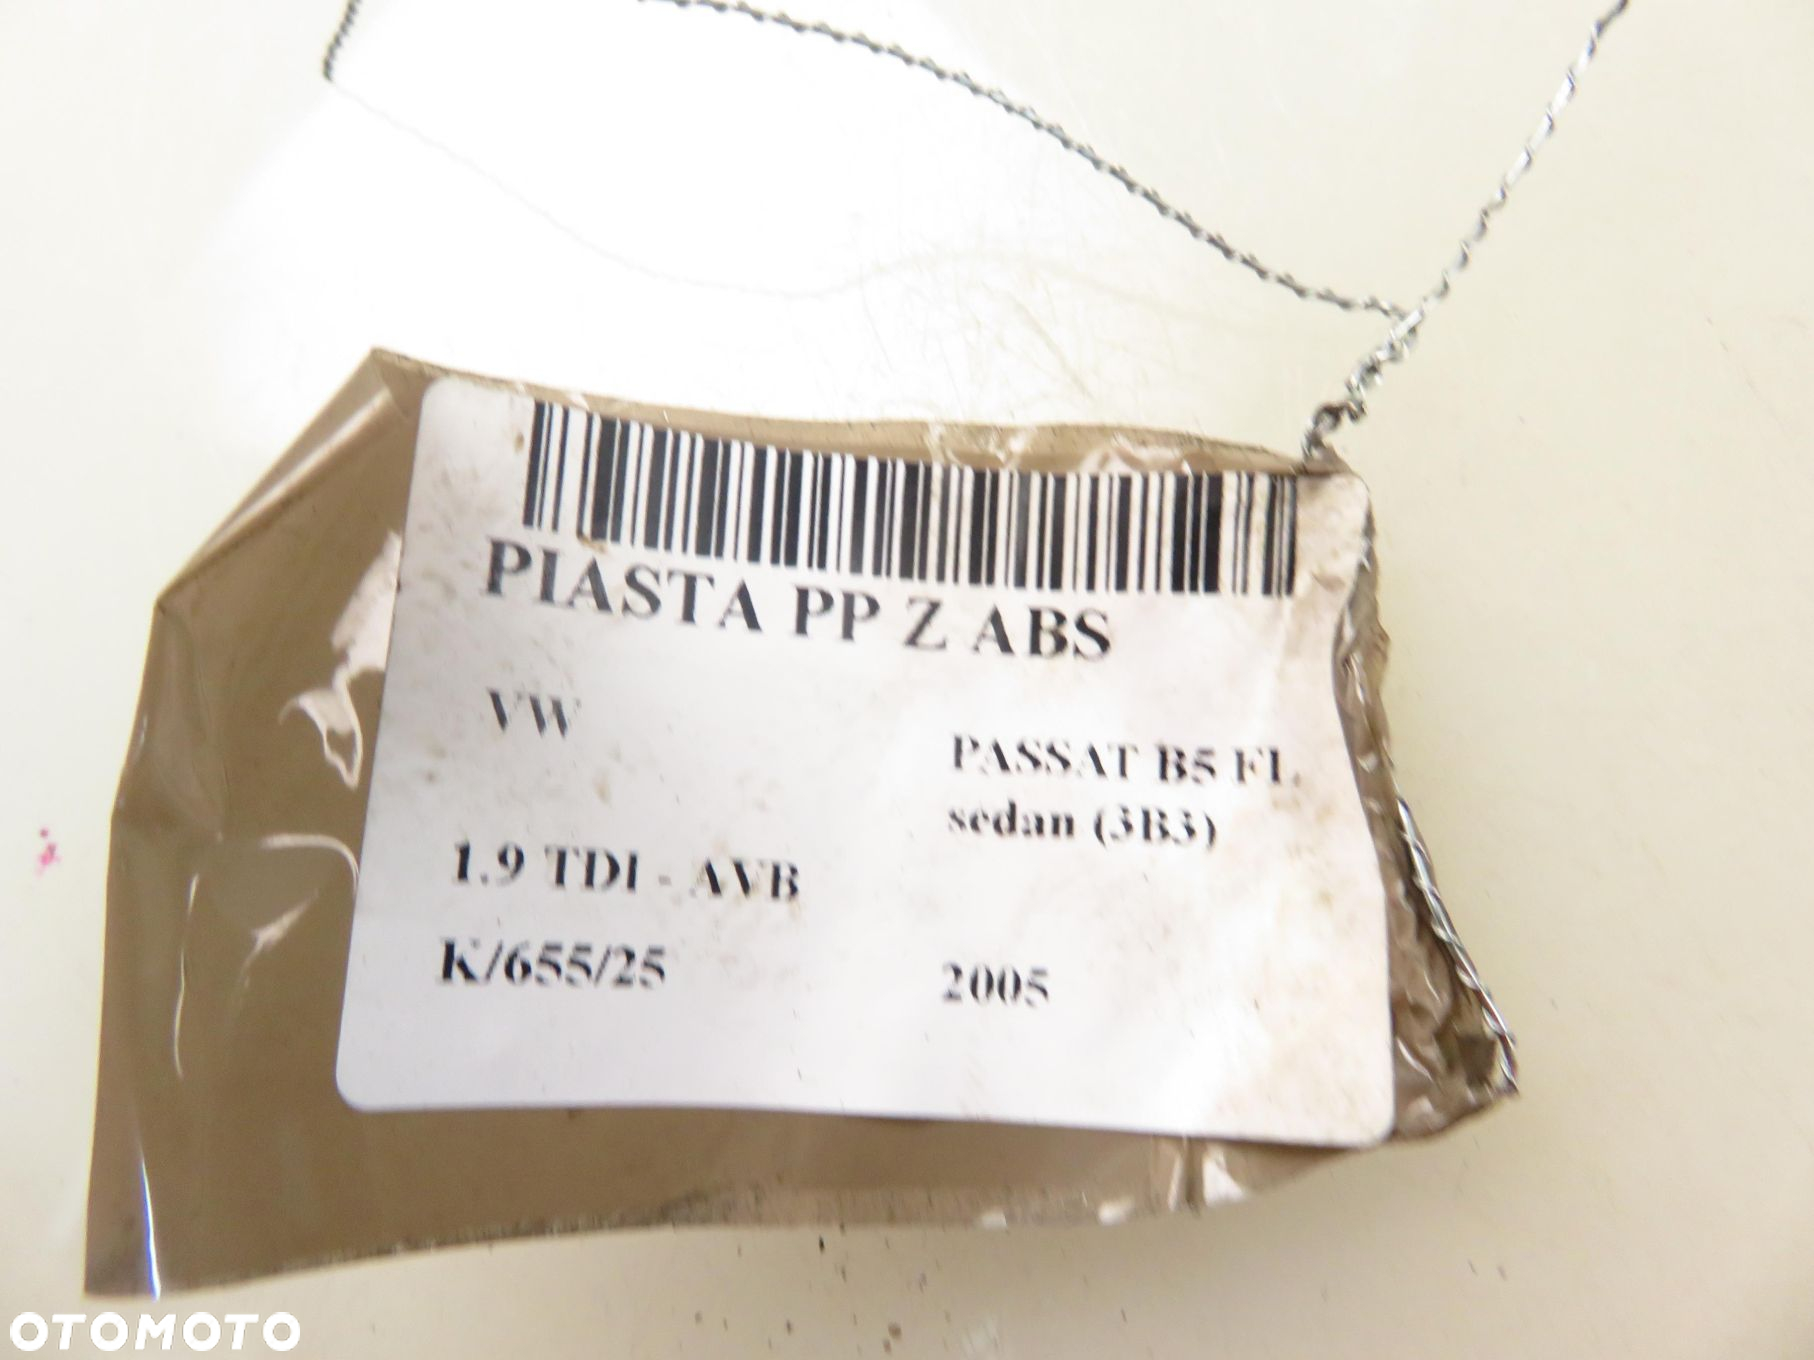 PIASTA PP Z ABS
VW
PASSAT B5 FL
sedan (3B3)
1.9 TDI - AVB
K/655/25
2005
OTOMOTO